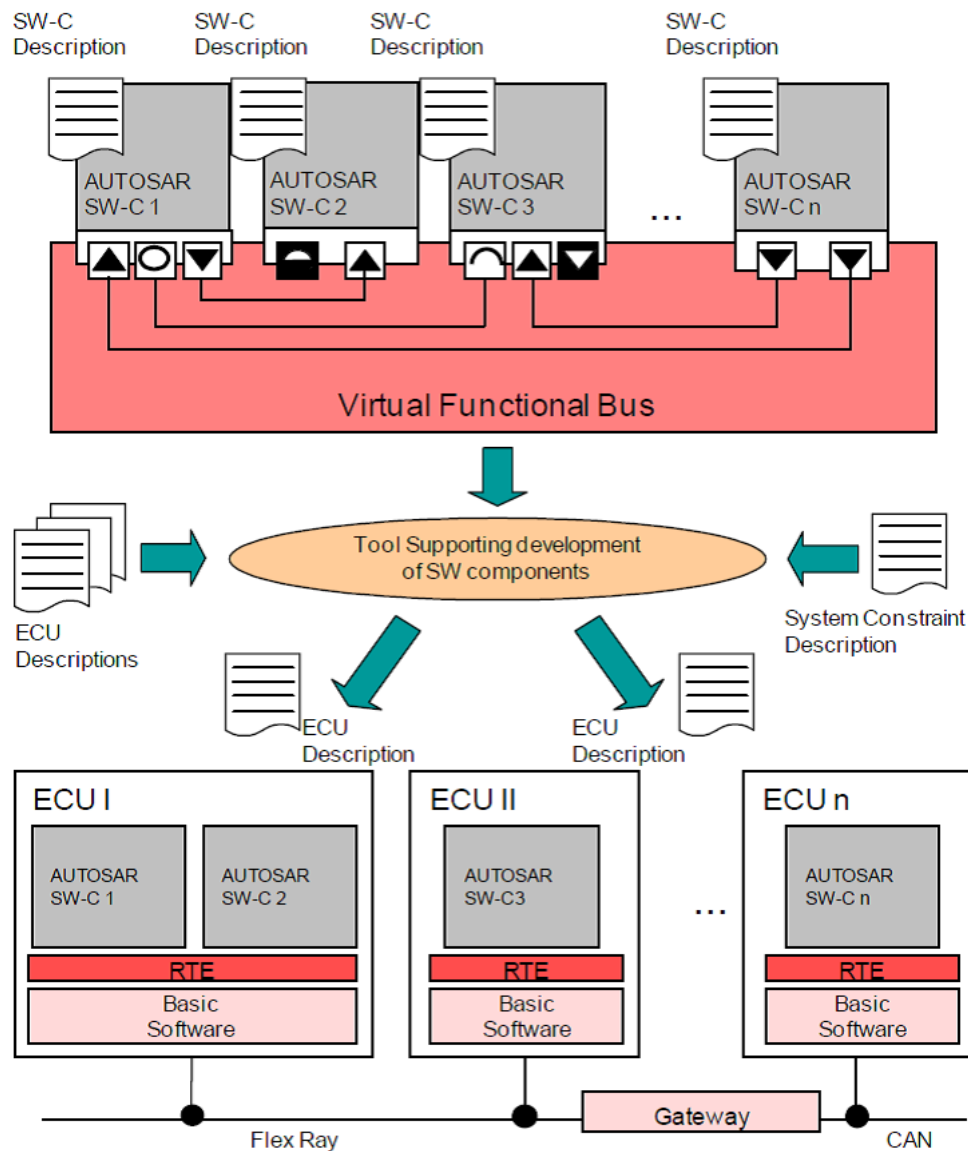 SW-C
Description
SW-C
Description
SW-C
Description
SW-C
Description
AUTOSAR
SW-C 1
AUTOSAR
SW-C 2
AUTOSAR
SW-C 3
...
AUTOSAR
SW-C n
Virtual Functional Bus
Tool Supporting development
of SW components
ECU
Descriptions
System Constraint
Description
ECU
Description
ECU
Description
ECU I
AUTOSAR
SW-C 1
AUTOSAR
SW-C 2
RTE
Basic
Software
ECU II
AUTOSAR
SW-C3
RTE
Basic
Software
...
ECU n
AUTOSAR
SW-C n
RTE
Basic
Software
Gateway
Flex Ray
CAN